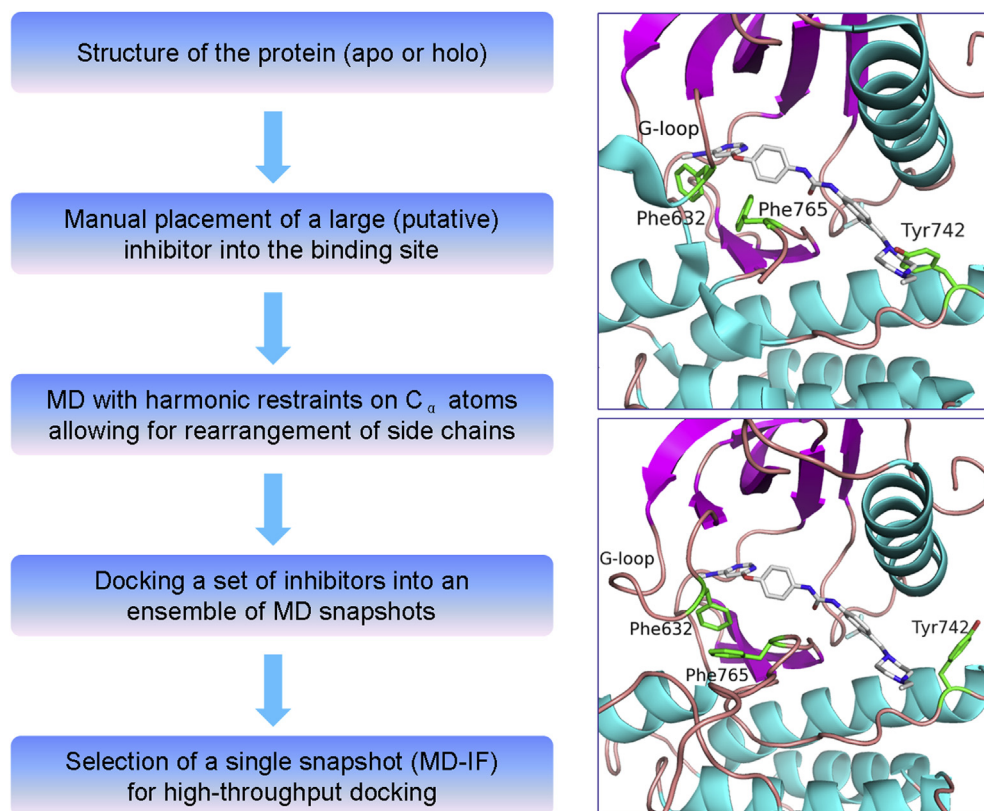 Structure of the protein (apo or holo)
Manual placement of a large (putative)
inhibitor into the binding site
MD with harmonic restraints on Cα atoms
allowing for rearrangement of side chains
Docking a set of inhibitors into an
ensemble of MD snapshots
Selection of a single snapshot (MD-IF)
for high-throughput docking
G-loop
Phe632
Phe765
Tyr742
G-loop
Phe632
Tyr742
Phe765